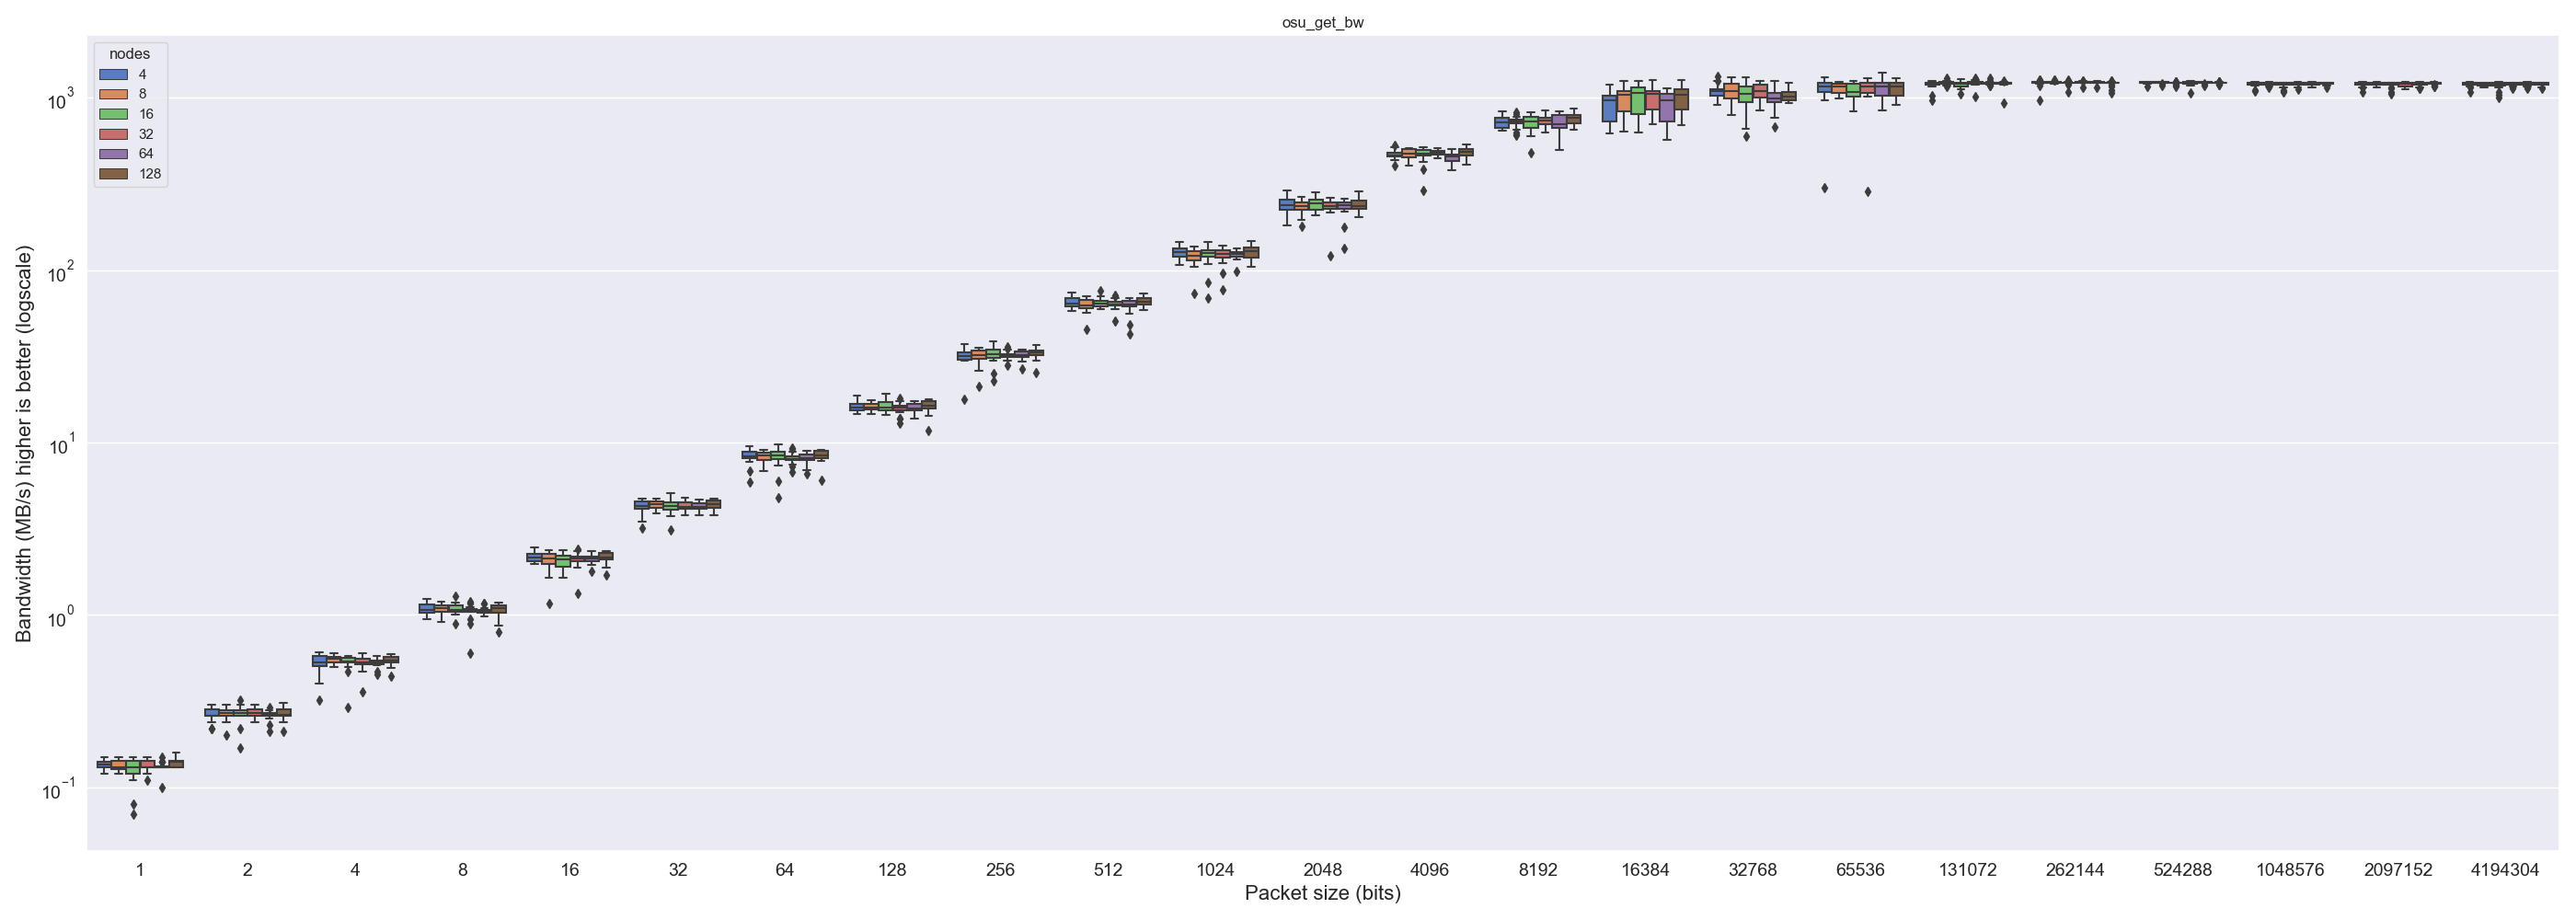 osu_get_bw
nodes
4
8
16
32
64
128
Bandwidth (MB/s) higher is better (logscale)
10^3
10^2
10^1
10^0
10^−1
1 2 4 8 16 32 64 128 256 512 1024 2048 4096 8192 16384 32768 65536 131072 262144 524288 1048576 2097152 4194304
Packet size (bits)